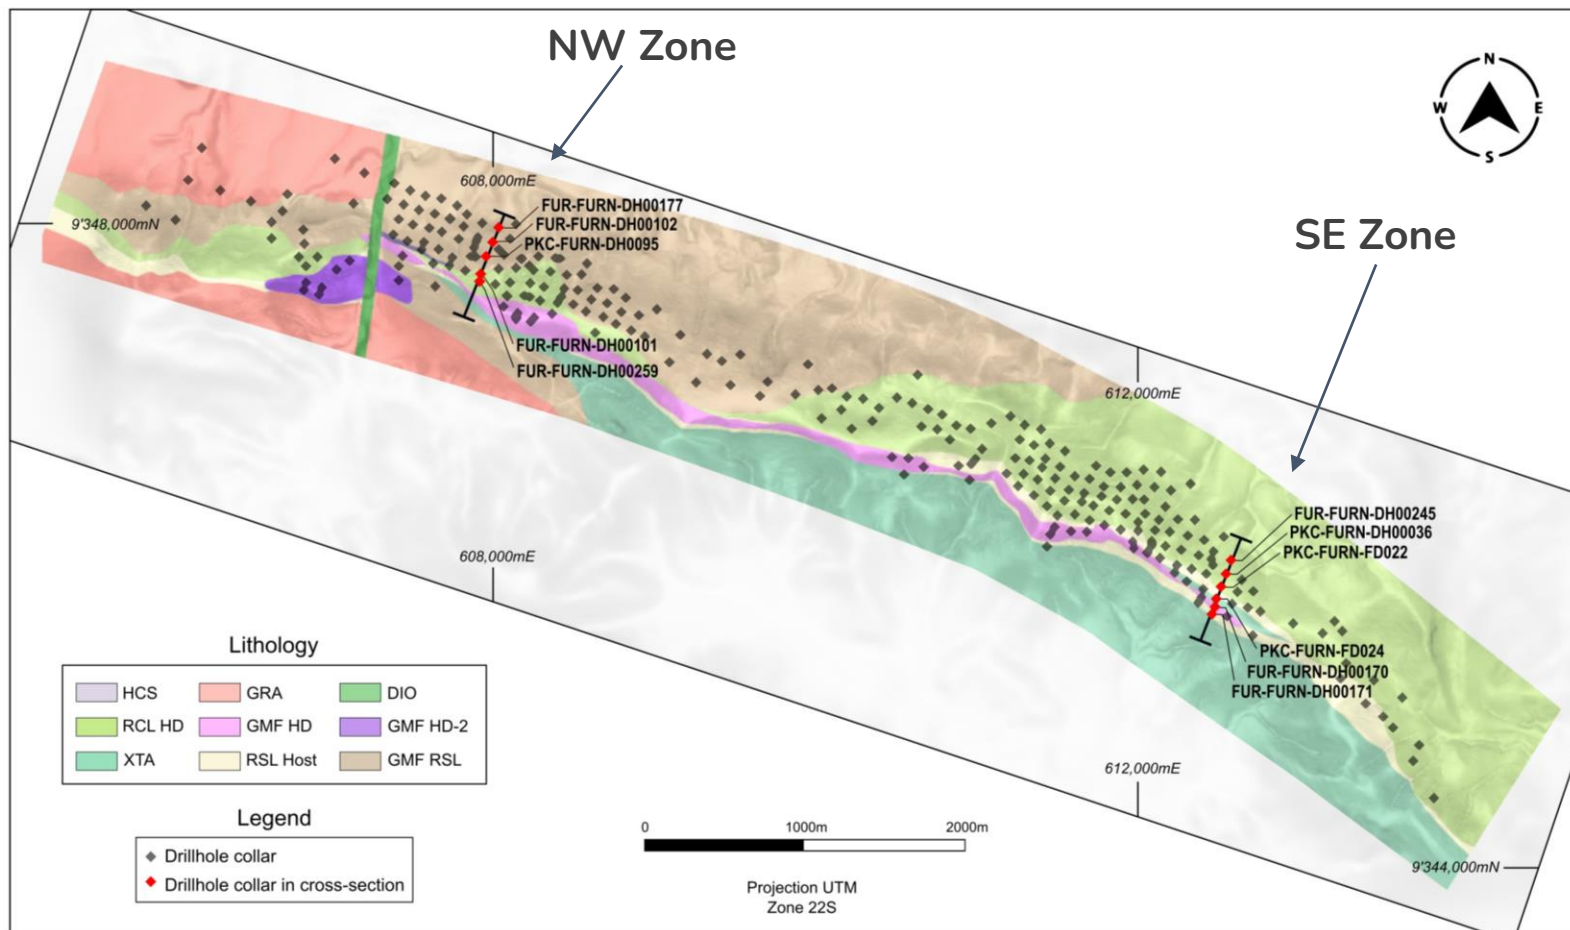 NW Zone
N
W
E
S
608,000mE
FUR-FURN-DH00177
FUR-FURN-DH00102
PKC-FURN-DH0095
9'348,000mN
SE Zone
FUR-FURN-DH00101
FUR-FURN-DH00259
612,000mE
FUR-FURN-DH00245
PKC-FURN-DH00036
PKC-FURN-FD022
608,000mE
PKC-FURN-FD024
FUR-FURN-DH00170
FUR-FURN-DH00171
612,000mE
9'344,000mN
Lithology
HCS GRA DIO
RCL HD GMF HD GMF HD-2
XTA RSL Host GMF RSL
Legend
Drillhole collar
Drillhole collar in cross-section
0 1000m 2000m
Projection UTM
Zone 22S